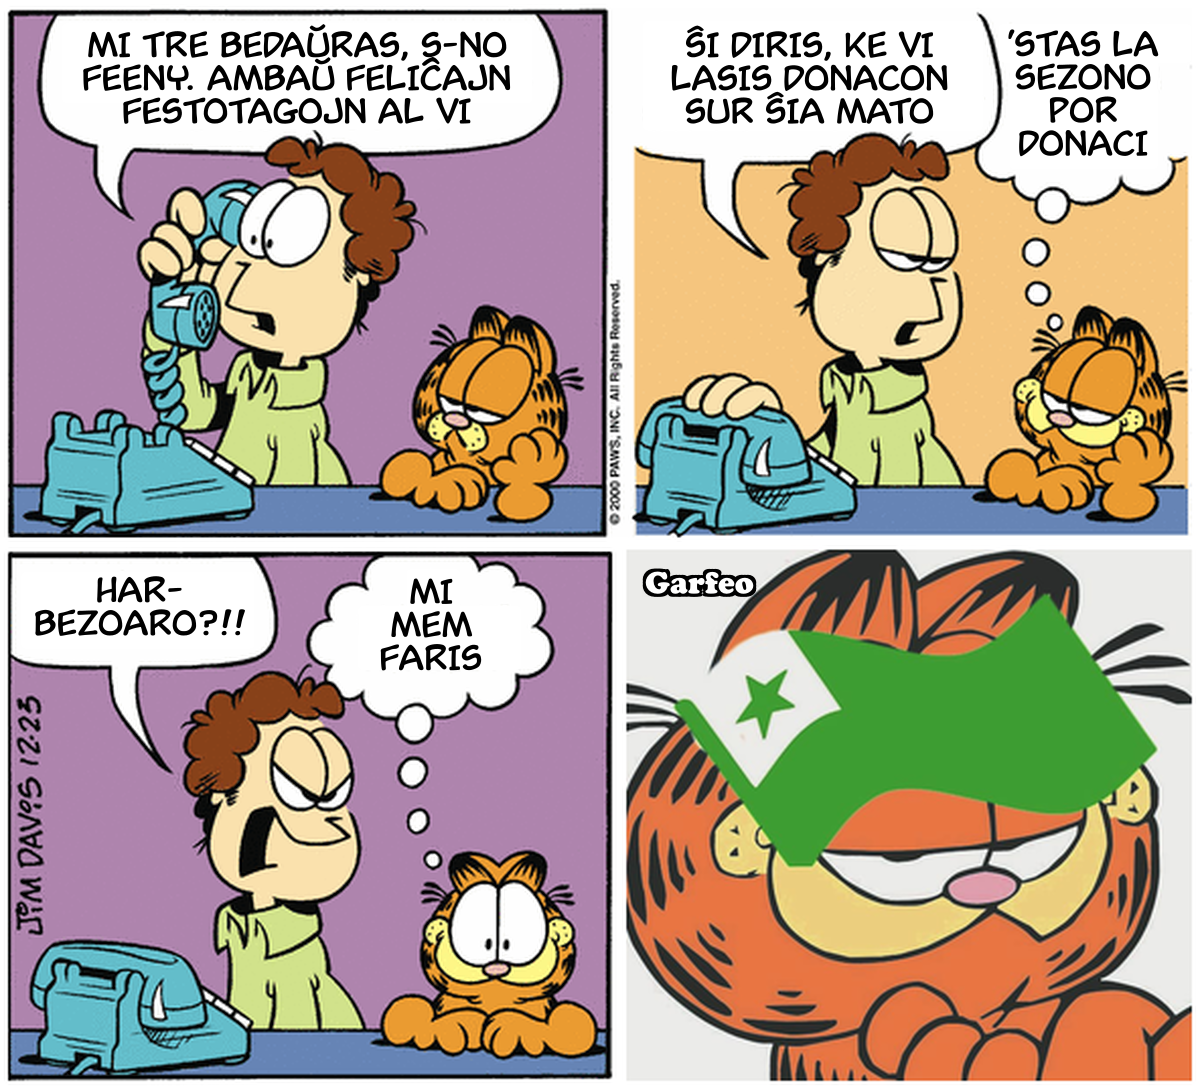 MI TRE BEDAŬRAS, S-NO
FEENY. AMBAŬ FELIĈAJN
FESTOTAGOJN AL VI
ŜI DIRIS, KE VI
LASIS DONACON
SUR ŜIA MATO
'STAS LA
SEZONO
POR
DONACI
© 2000 PAWS, INC. All Rights Reserved.
HAR-
BEZOARO?!!
MI
MEM
FARIS
JIM DAVIS 12·23
Garfeo